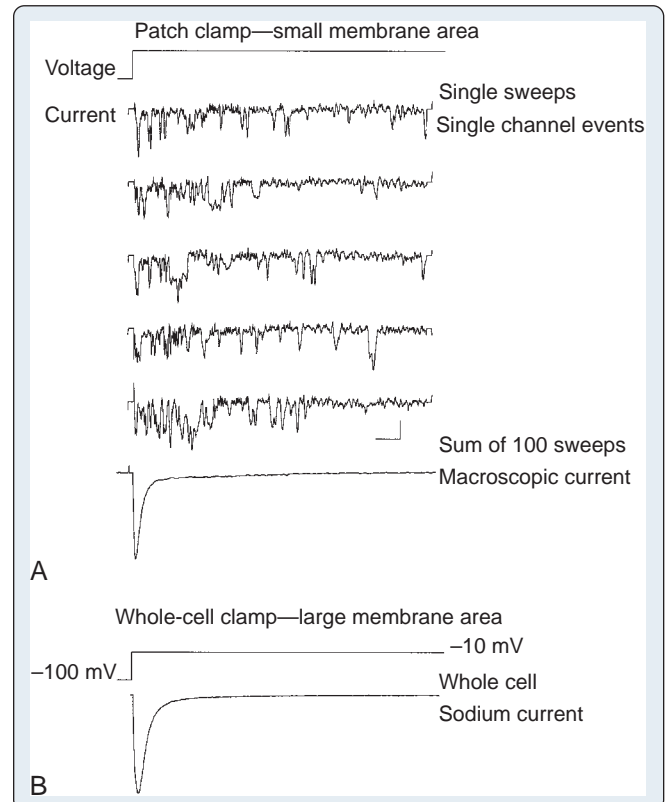 Patch clamp—small membrane area
Voltage
Current
Single sweeps
Single channel events
Sum of 100 sweeps
Macroscopic current
A
Whole-cell clamp—large membrane area
–10 mV
–100 mV
Whole cell
Sodium current
B